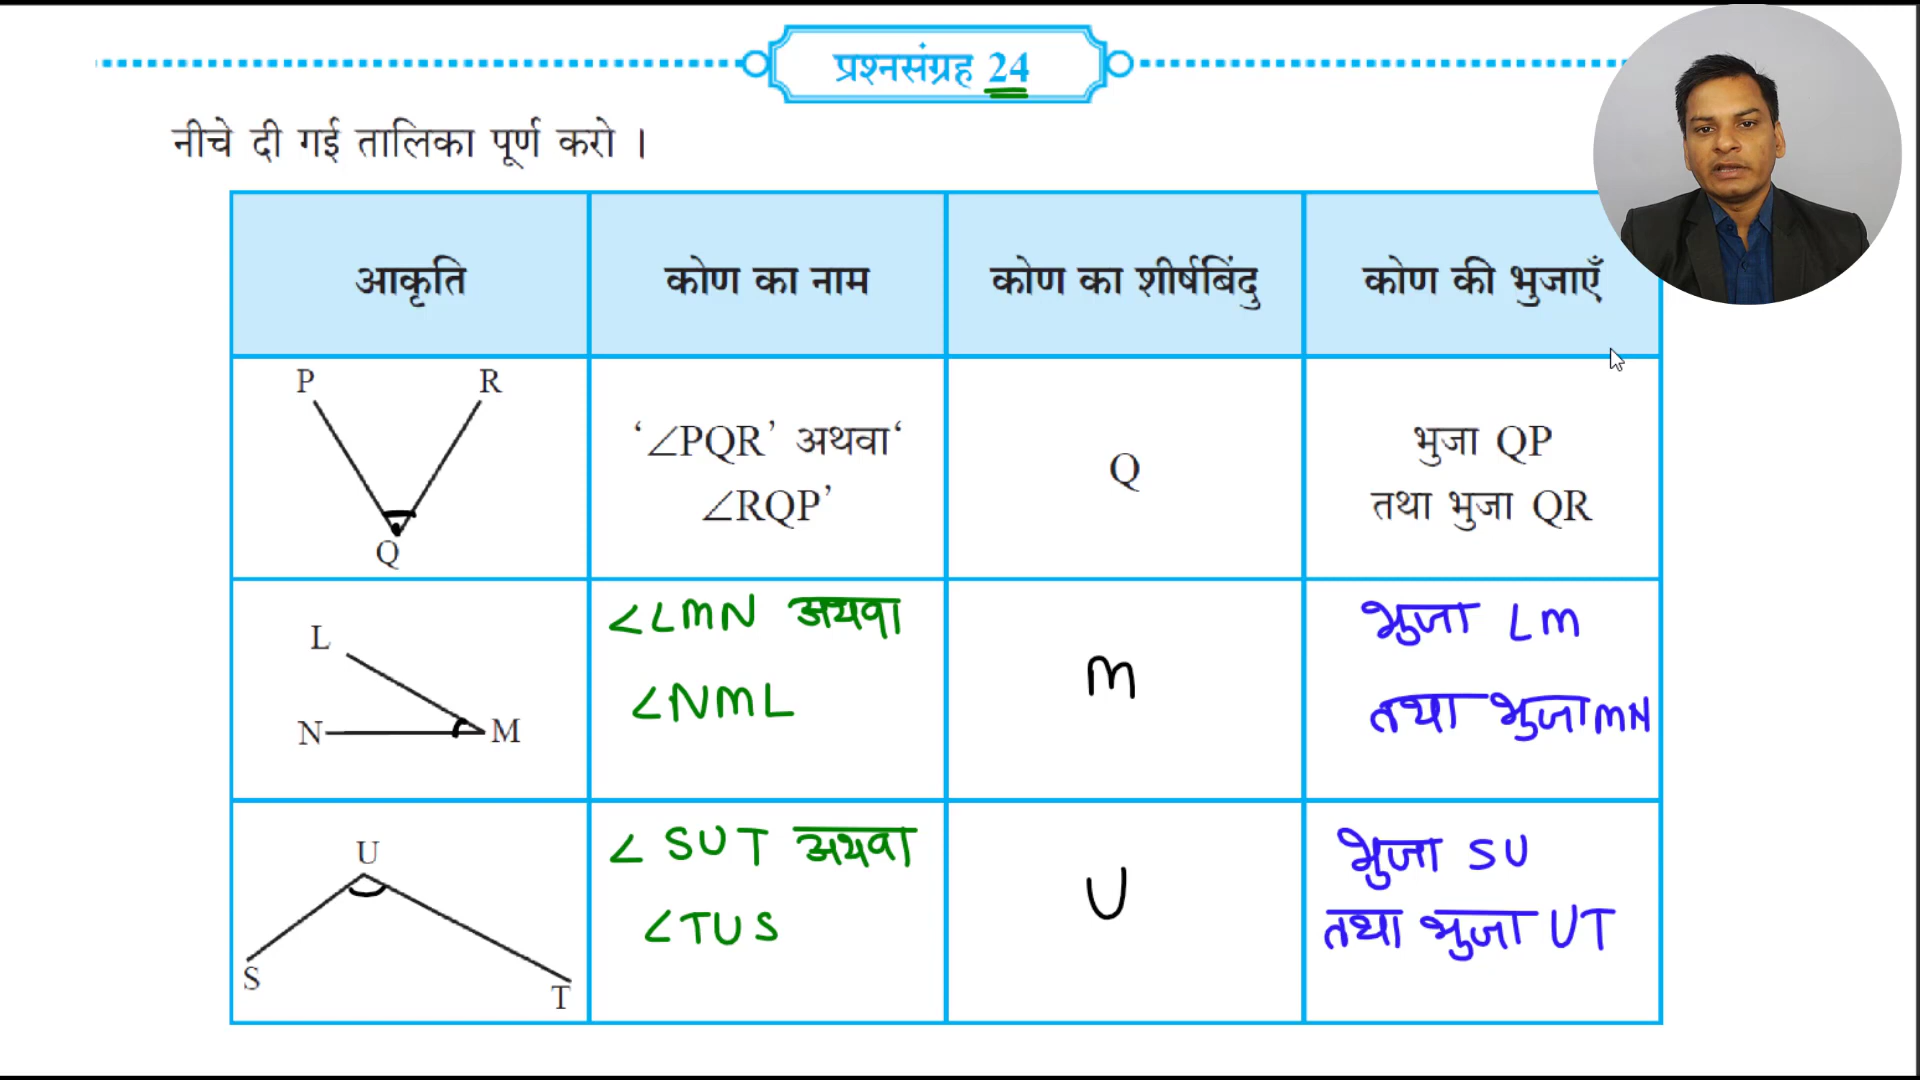 प्रश्नसंग्रह 24
नीचे दी गई तालिका पूर्ण करो ।
आकृति
कोण का नाम
कोण का शीर्षबिंदु
कोण की भुजाएँ
P
R
Q
‘∠PQR’ अथवा‘
∠RQP’
Q
भुजा QP
तथा भुजा QR
L
N
M
∠LMN अथवा
∠NML
M
भुजा LM
तथा भुजा MN
U
S
T
∠SUT अथवा
∠TUS
U
भुजा SU
तथा भुजा UT